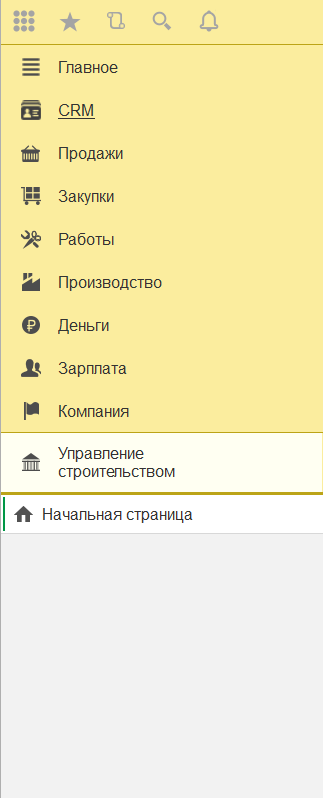 Главное
CRM
Продажи
Закупки
Работы
Производство
Деньги
Зарплата
Компания
Управление
строительством
Начальная страница